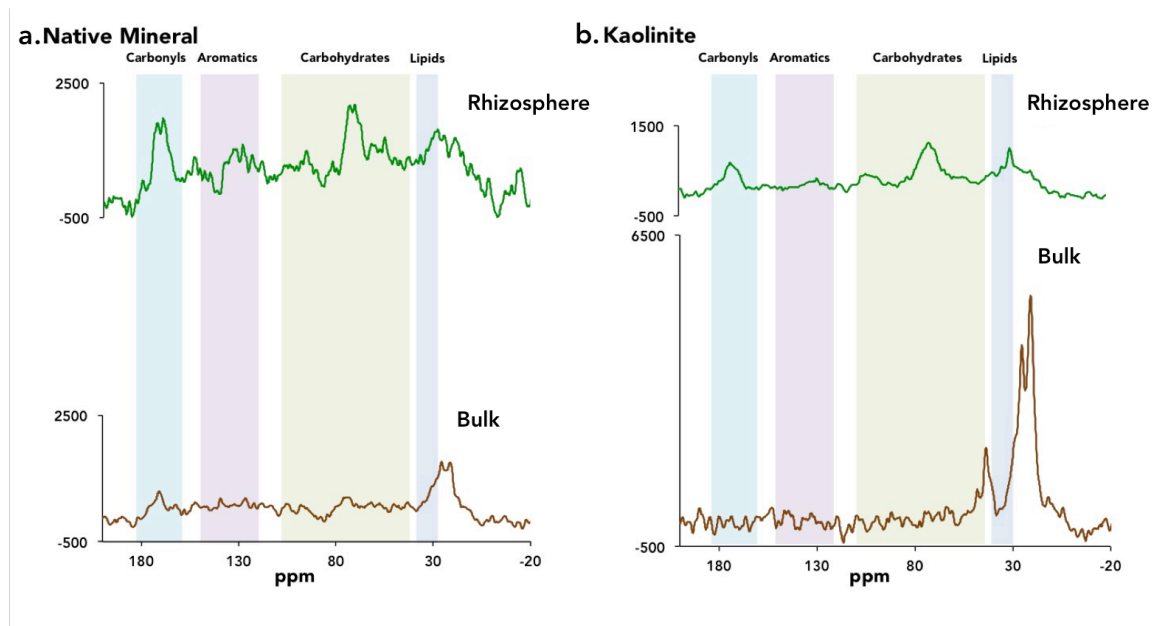 a. Native Mineral
Carbonyls Aromatics Carbohydrates Lipids
2500
Rhizosphere
-500
2500
Bulk
-500
180 130 80 30 -20
ppm
b. Kaolinite
Carbonyls Aromatics Carbohydrates Lipids
Rhizosphere
1500
-500
6500
Bulk
-500
180 130 80 30 -20
ppm